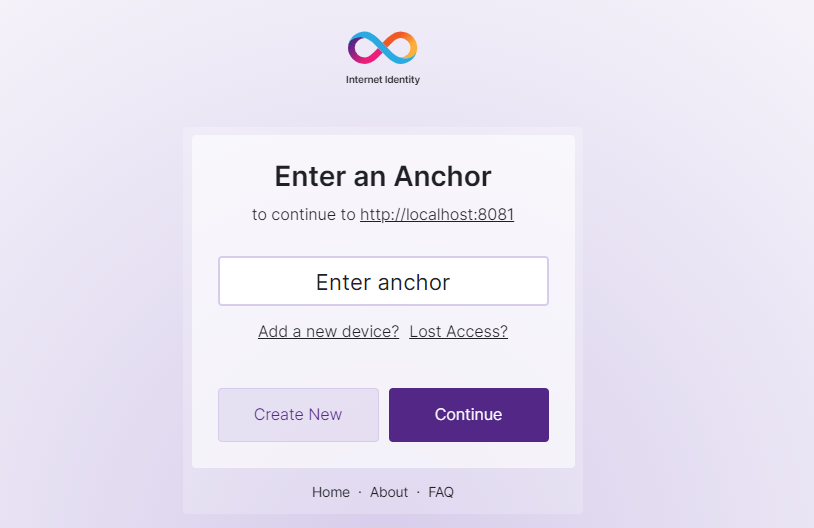 Internet Identity
Enter an Anchor
to continue to http://localhost:8081
Enter anchor
Add a new device? Lost Access?
Create New Continue
Home · About · FAQ